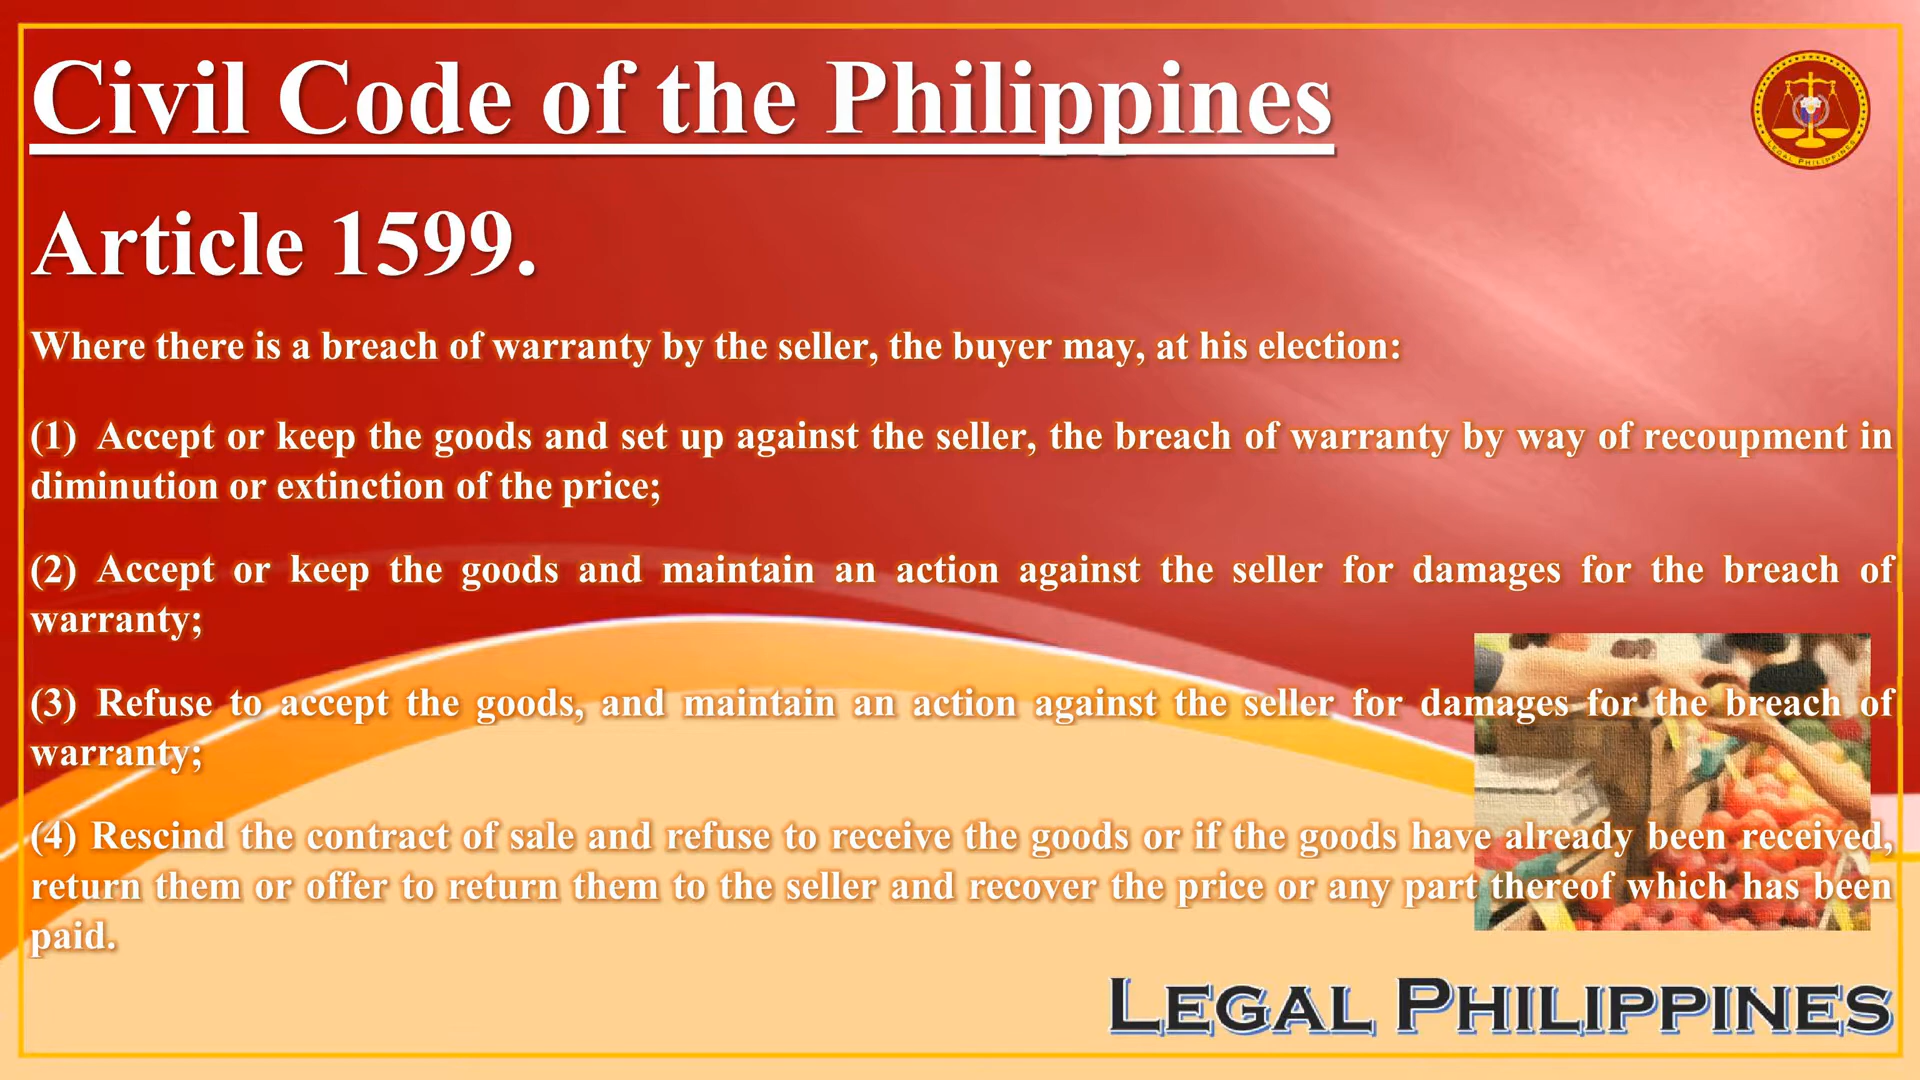 Civil Code of the Philippines
LEGAL PHILIPPINES
Article 1599.
Where there is a breach of warranty by the seller, the buyer may, at his election:
(1) Accept or keep the goods and set up against the seller, the breach of warranty by way of recoupment in
diminution or extinction of the price;
(2) Accept or keep the goods and maintain an action against the seller for damages for the breach of
warranty;
(3) Refuse to accept the goods, and maintain an action against the seller for damages for the breach of
warranty;
(4) Rescind the contract of sale and refuse to receive the goods or if the goods have already been received,
return them or offer to return them to the seller and recover the price or any part thereof which has been
paid.
LEGAL PHILIPPINES